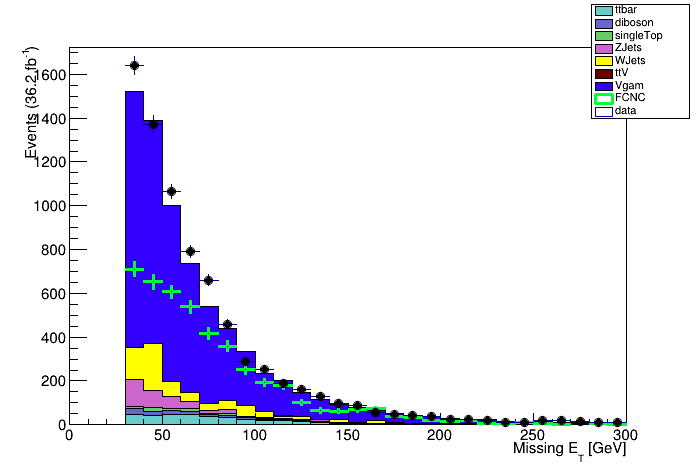 ttbar
diboson
singleTop
ZJets
WJets
ttV
Vgam
FCNC
data
Events (36.2 fb-1)
1600
1400
1200
1000
800
600
400
200
0
0 50 100 150 200 250 300
Missing ET [GeV]